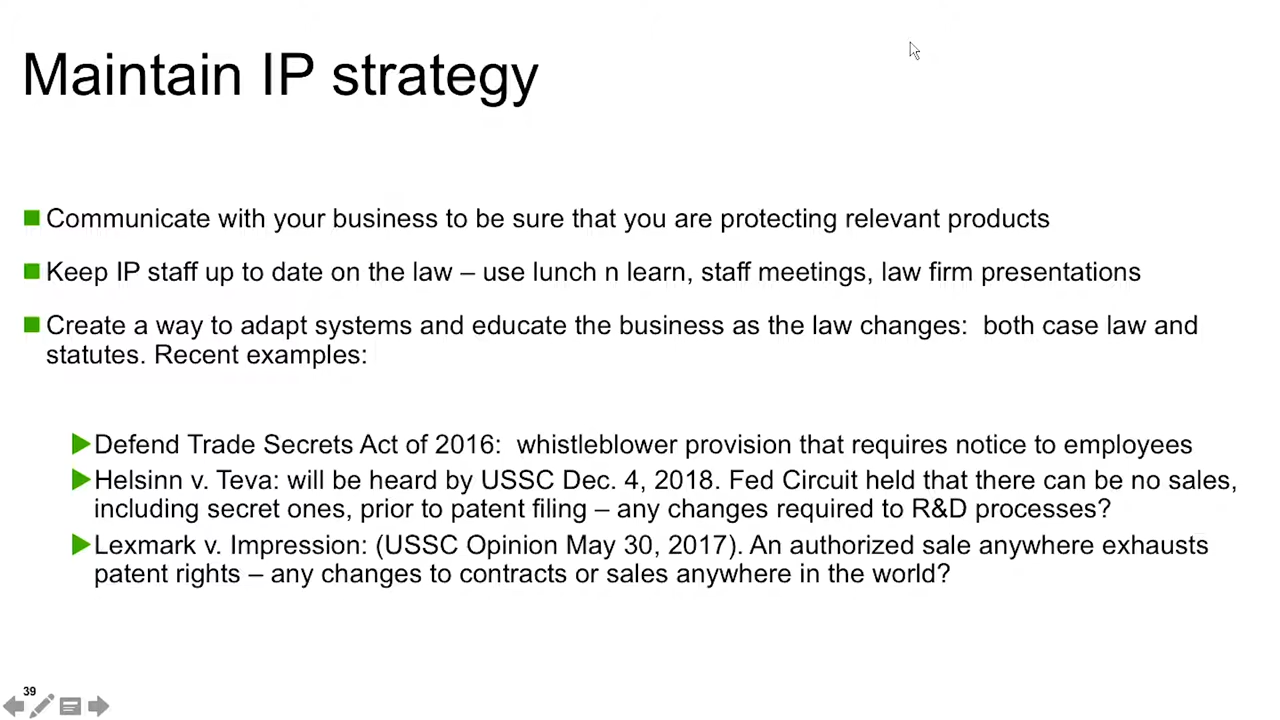 Maintain IP strategy
Communicate with your business to be sure that you are protecting relevant products
Keep IP staff up to date on the law – use lunch n learn, staff meetings, law firm presentations
Create a way to adapt systems and educate the business as the law changes:  both case law and
statutes. Recent examples:
Defend Trade Secrets Act of 2016:  whistleblower provision that requires notice to employees
Helsinn v. Teva: will be heard by USSC Dec. 4, 2018. Fed Circuit held that there can be no sales,
including secret ones, prior to patent filing – any changes required to R&D processes?
Lexmark v. Impression: (USSC Opinion May 30, 2017). An authorized sale anywhere exhausts
patent rights – any changes to contracts or sales anywhere in the world?
39